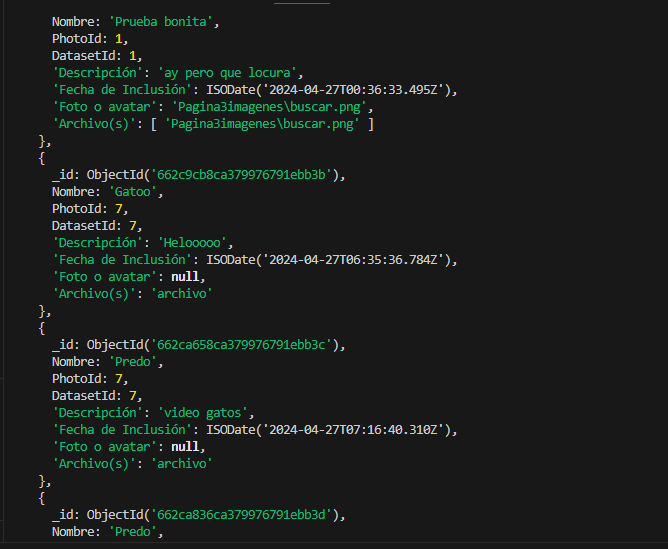 Nombre: 'Prueba bonita',
PhotoId: 1,
DatasetId: 1,
'Descripción': 'ay pero que locura',
'Fecha de Inclusión': ISODate('2024-04-27T00:36:33.495Z'),
'Foto o avatar': 'Pagina3imagenes\buscar.png',
'Archivo(s)': [ 'Pagina3imagenes\buscar.png' ]
},
{
_id: ObjectId('662c9cb8ca379976791ebb3b'),
Nombre: 'Gatoo',
PhotoId: 7,
DatasetId: 7,
'Descripción': 'Helooooo',
'Fecha de Inclusión': ISODate('2024-04-27T06:35:36.784Z'),
'Foto o avatar': null,
'Archivo(s)': 'archivo'
},
{
_id: ObjectId('662ca658ca379976791ebb3c'),
Nombre: 'Predo',
PhotoId: 7,
DatasetId: 7,
'Descripción': 'video gatos',
'Fecha de Inclusión': ISODate('2024-04-27T07:16:40.310Z'),
'Foto o avatar': null,
'Archivo(s)': 'archivo'
},
{
_id: ObjectId('662ca836ca379976791ebb3d'),
Nombre: 'Predo',